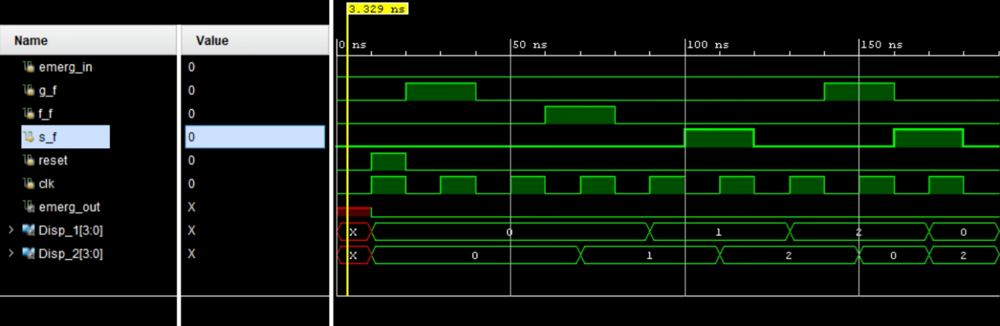 3.329 ns
Name Value
0 ns 50 ns 100 ns 150 ns
emerg_in 0
g_f 0
f_f 0
s_f 0
reset 0
clk 0
emerg_out X
Disp_1[3:0] X X 0 1 2 0
Disp_2[3:0] X X 0 1 2 0 2